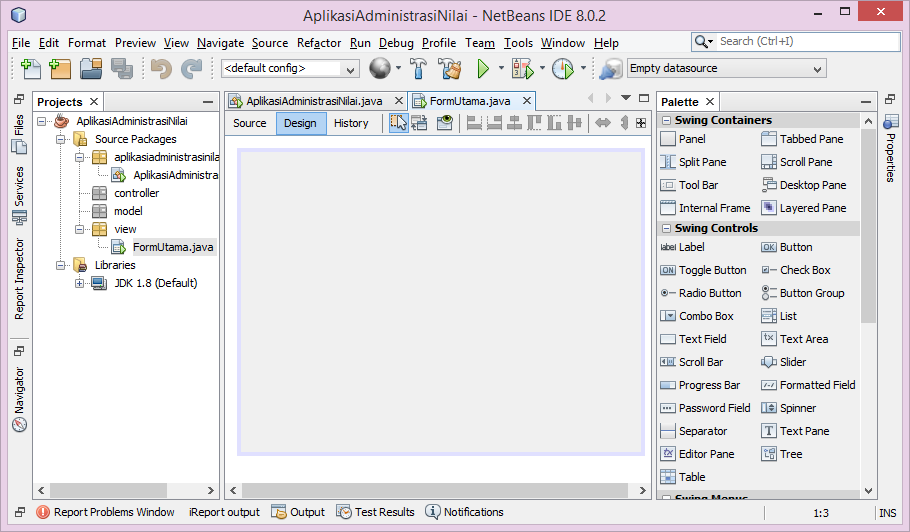 AplikasiAdministrasiNilai - NetBeans IDE 8.0.2
File Edit Format Preview View Navigate Source Refactor Run Debug Profile Team Tools Window Help
Search (Ctrl+I)
<default config>
Empty datasource
Files
Services
Report Inspector
Navigator
Projects
AplikasiAdministrasiNilai
Source Packages
aplikasiadministrasinila
AplikasiAdministra
controller
model
view
FormUtama.java
Libraries
JDK 1.8 (Default)
AplikasiAdministrasiNilai.java
FormUtama.java
Source Design History
Palette
Swing Containers
Panel Tabbed Pane
Split Pane Scroll Pane
Tool Bar Desktop Pane
Internal Frame Layered Pane
Swing Controls
label Label OK Button
ON Toggle Button Check Box
Radio Button Button Group
Combo Box List
Text Field Text Area
Scroll Bar Slider
Progress Bar Formatted Field
Password Field Spinner
Separator T Text Pane
Editor Pane Tree
Table
Swing Menus
Properties
Report Problems Window iReport output Output Test Results Notifications
1:3 INS